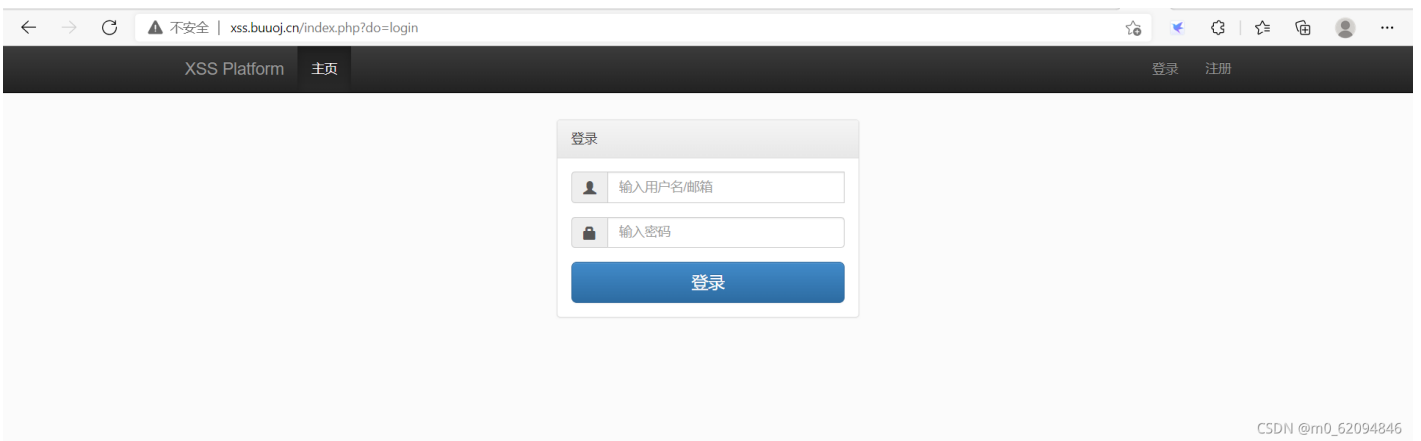 不安全 | xss.buuoj.cn/index.php?do=login
XSS Platform 主页 登录 注册
登录
输入用户名/邮箱
输入密码
登录
CSDN @m0_62094846